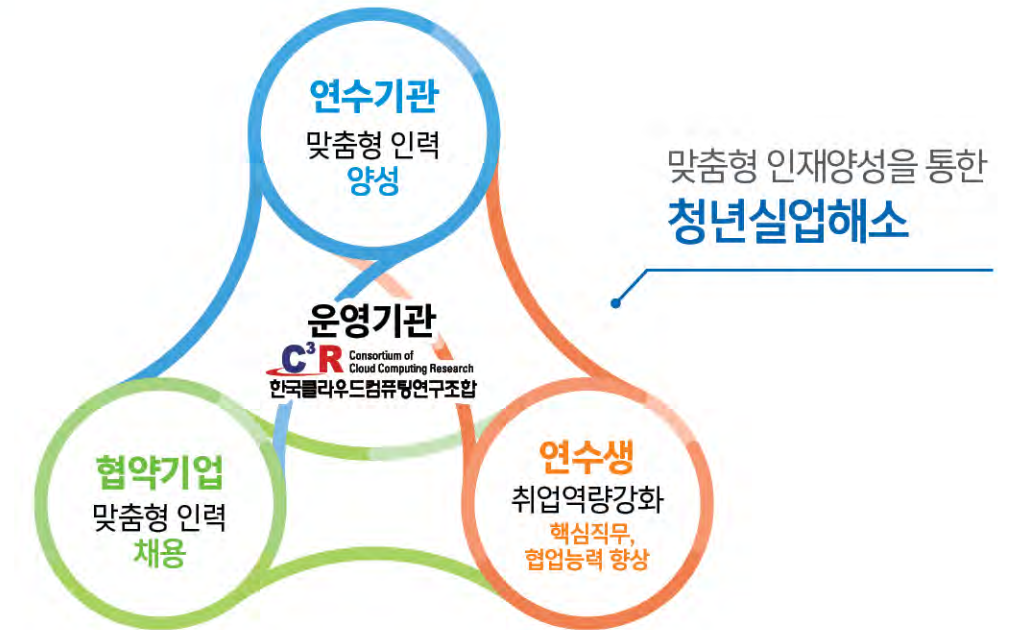 연수기관
맞춤형 인력
양성
맞춤형 인재양성을 통한
청년실업해소
운영기관
C³R Consortium of
Cloud Computing Research
한국클라우드컴퓨팅연구조합
협약기업
맞춤형 인력
채용
연수생
취업역량강화
핵심직무,
협업능력 향상